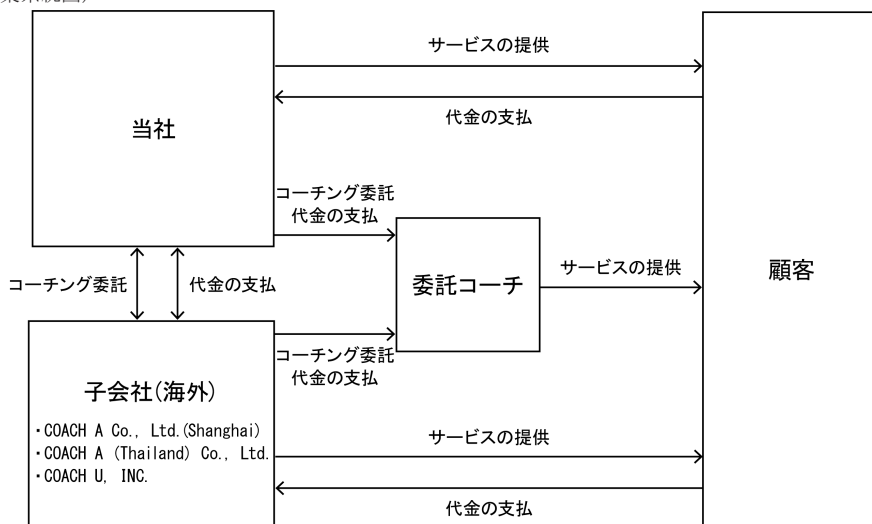 サービスの提供
代金の支払
当社
コーチング委託
代金の支払
委託コーチ
サービスの提供
顧客
コーチング委託
代金の支払
コーチング委託
代金の支払
子会社(海外)
・COACH A Co., Ltd.(Shanghai)
・COACH A (Thailand) Co., Ltd.
・COACH U, INC.
サービスの提供
代金の支払